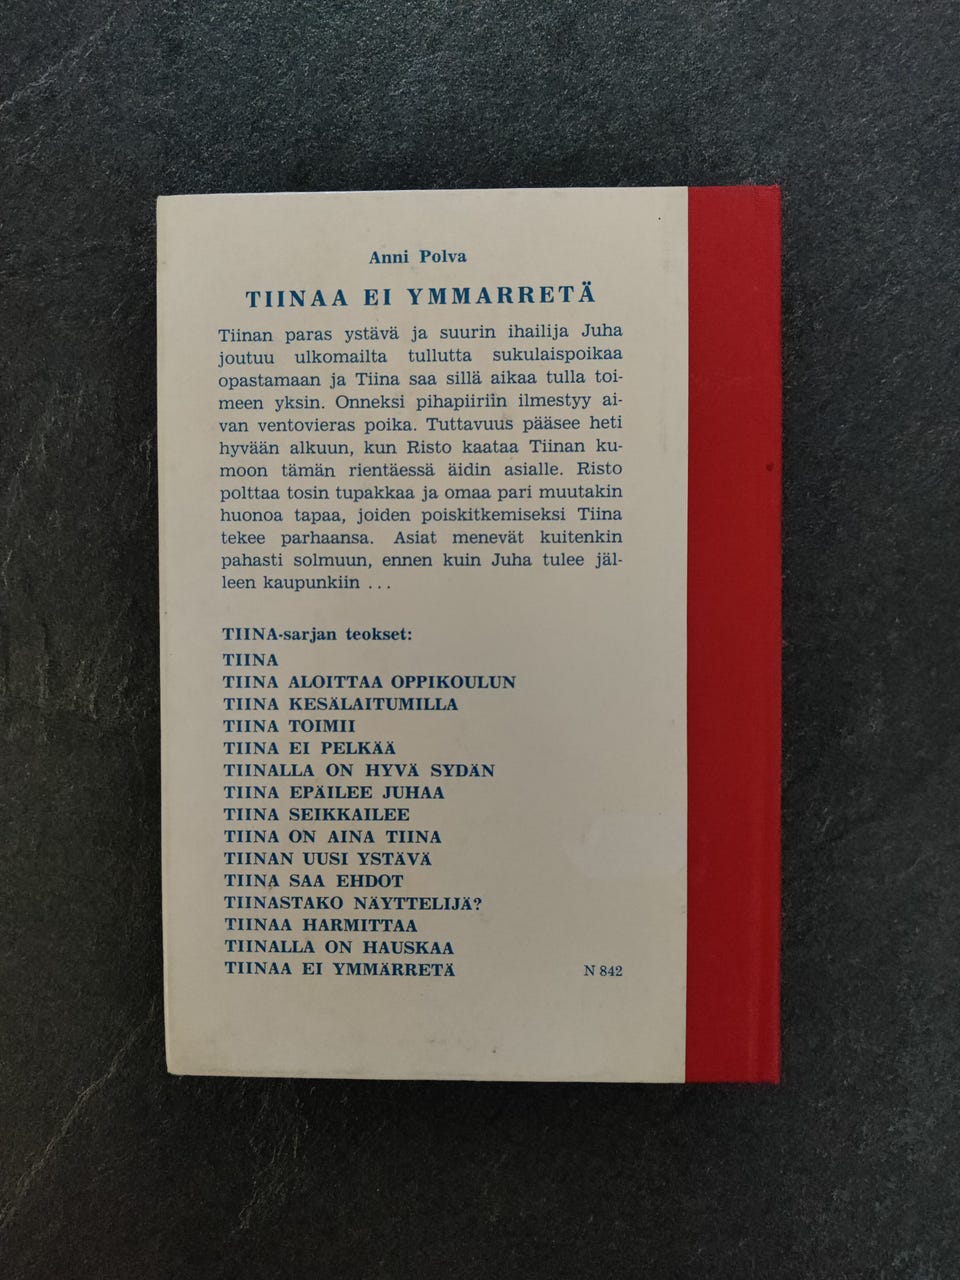 Anni Polva
TIINAA EI YMMARRETÄ
Tiinan paras ystävä ja suurin ihailija Juha
joutuu ulkomailta tullutta sukulaispoikaa
opastamaan ja Tiina saa sillä aikaa tulla toi-
meen yksin. Onneksi pihapiiriin ilmestyy ai-
van ventovieras poika. Tuttavuus pääsee heti
hyvään alkuun, kun Risto kaataa Tiinan ku-
moon tämän rientäessä äidin asialle. Risto
polttaa tosin tupakkaa ja omaa pari muutakin
huonoa tapaa, joiden poiskitkemiseksi Tiina
tekee parhaansa. Asiat menevät kuitenkin
pahasti solmuun, ennen kuin Juha tulee jäl-
leen kaupunkiin ...
TIINA-sarjan teokset:
TIINA
TIINA ALOITTAA OPPIKOULUN
TIINA KESÄLAITUMILLA
TIINA TOIMII
TIINA EI PELKÄÄ
TIINALLA ON HYVÄ SYDÄN
TIINA EPÄILEE JUHAA
TIINA SEIKKAILEE
TIINA ON AINA TIINA
TIINAN UUSI YSTÄVÄ
TIINA SAA EHDOT
TIINASTAKO NÄYTTELIJÄ?
TIINAA HARMITTAA
TIINALLA ON HAUSKAA
TIINAA EI YMMÄRRETÄ
N 842